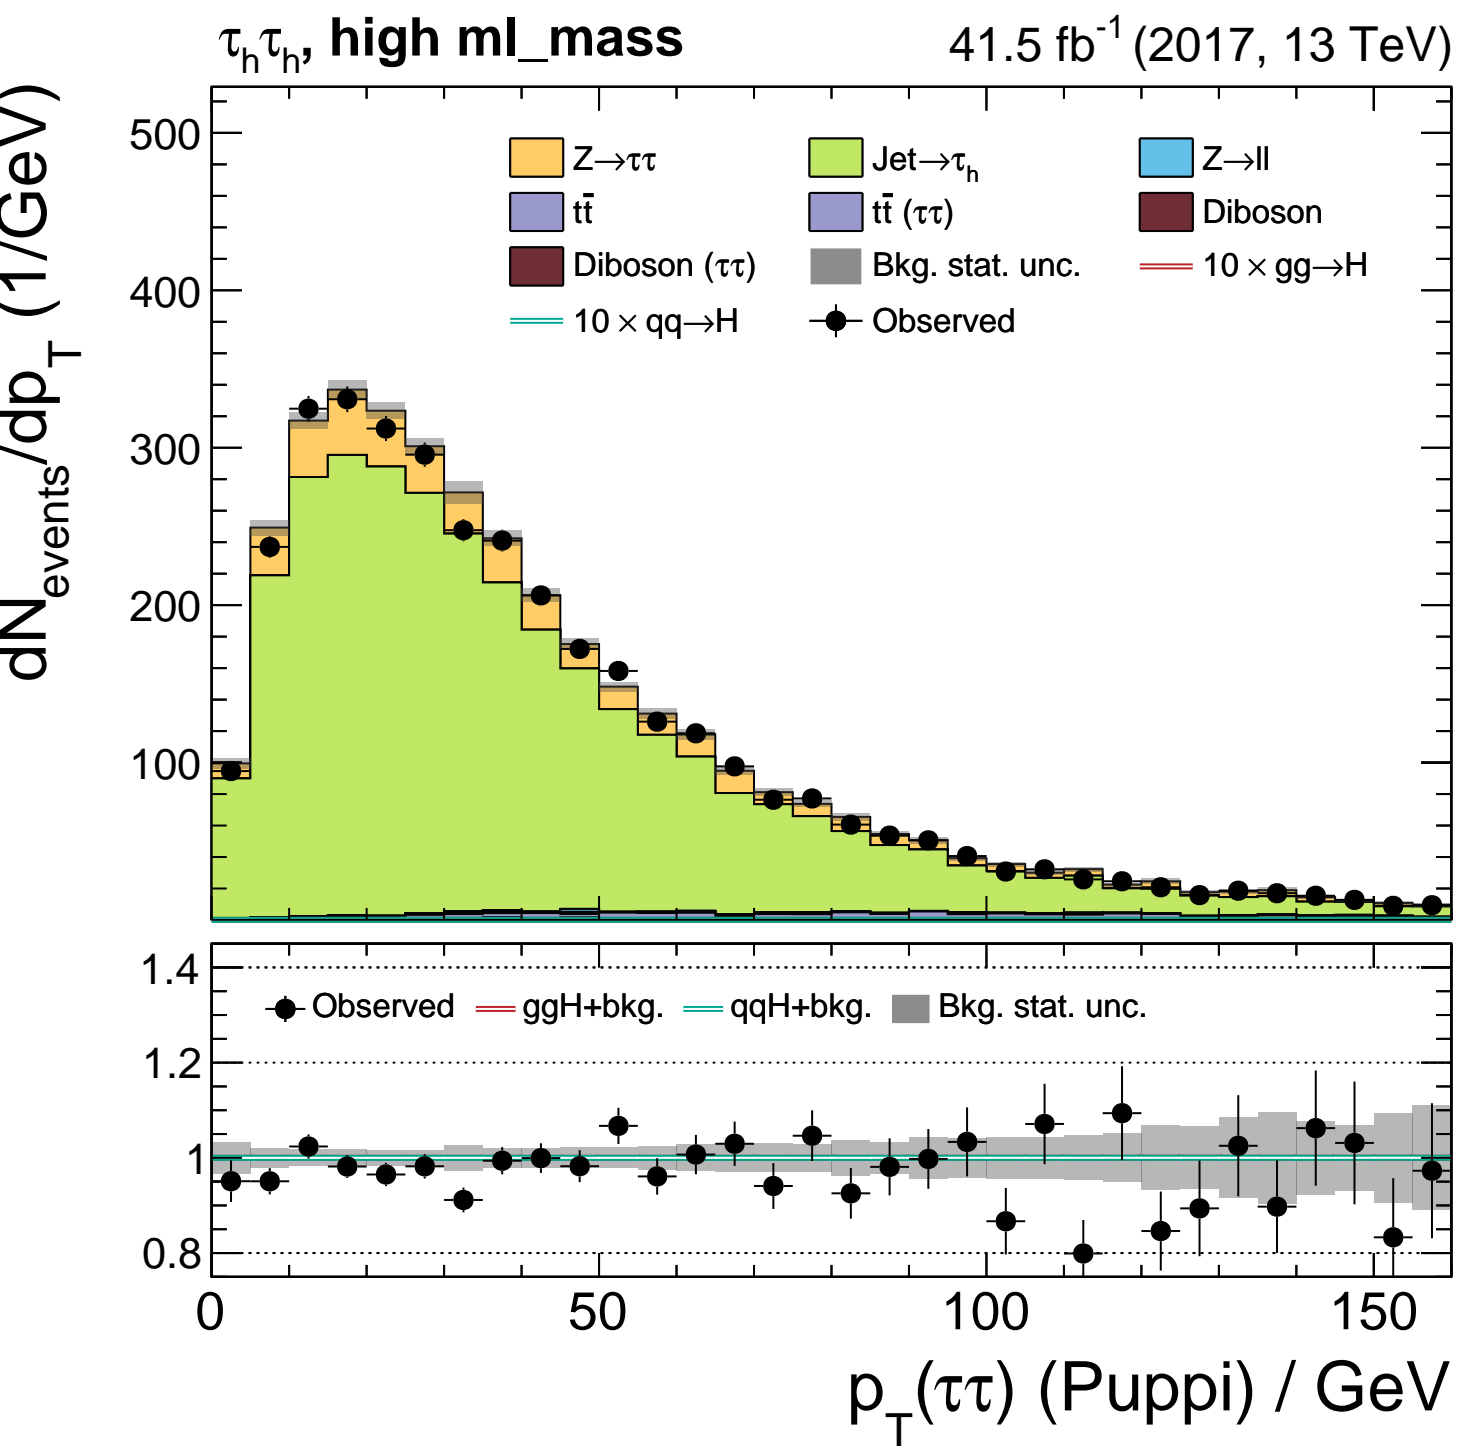 τhτh, high ml_mass 41.5 fb-1 (2017, 13 TeV)
dNevents/dpT (1/GeV)
500
400
300
200
100
Z→ττ Jet→τh Z→ll
tt̄ tt̄ (ττ) Diboson
Diboson (ττ) Bkg. stat. unc. 10 × gg→H
10 × qq→H Observed
1.4
1.2
1
0.8
Observed ggH+bkg. qqH+bkg. Bkg. stat. unc.
0 50 100 150
pT(ττ) (Puppi) / GeV